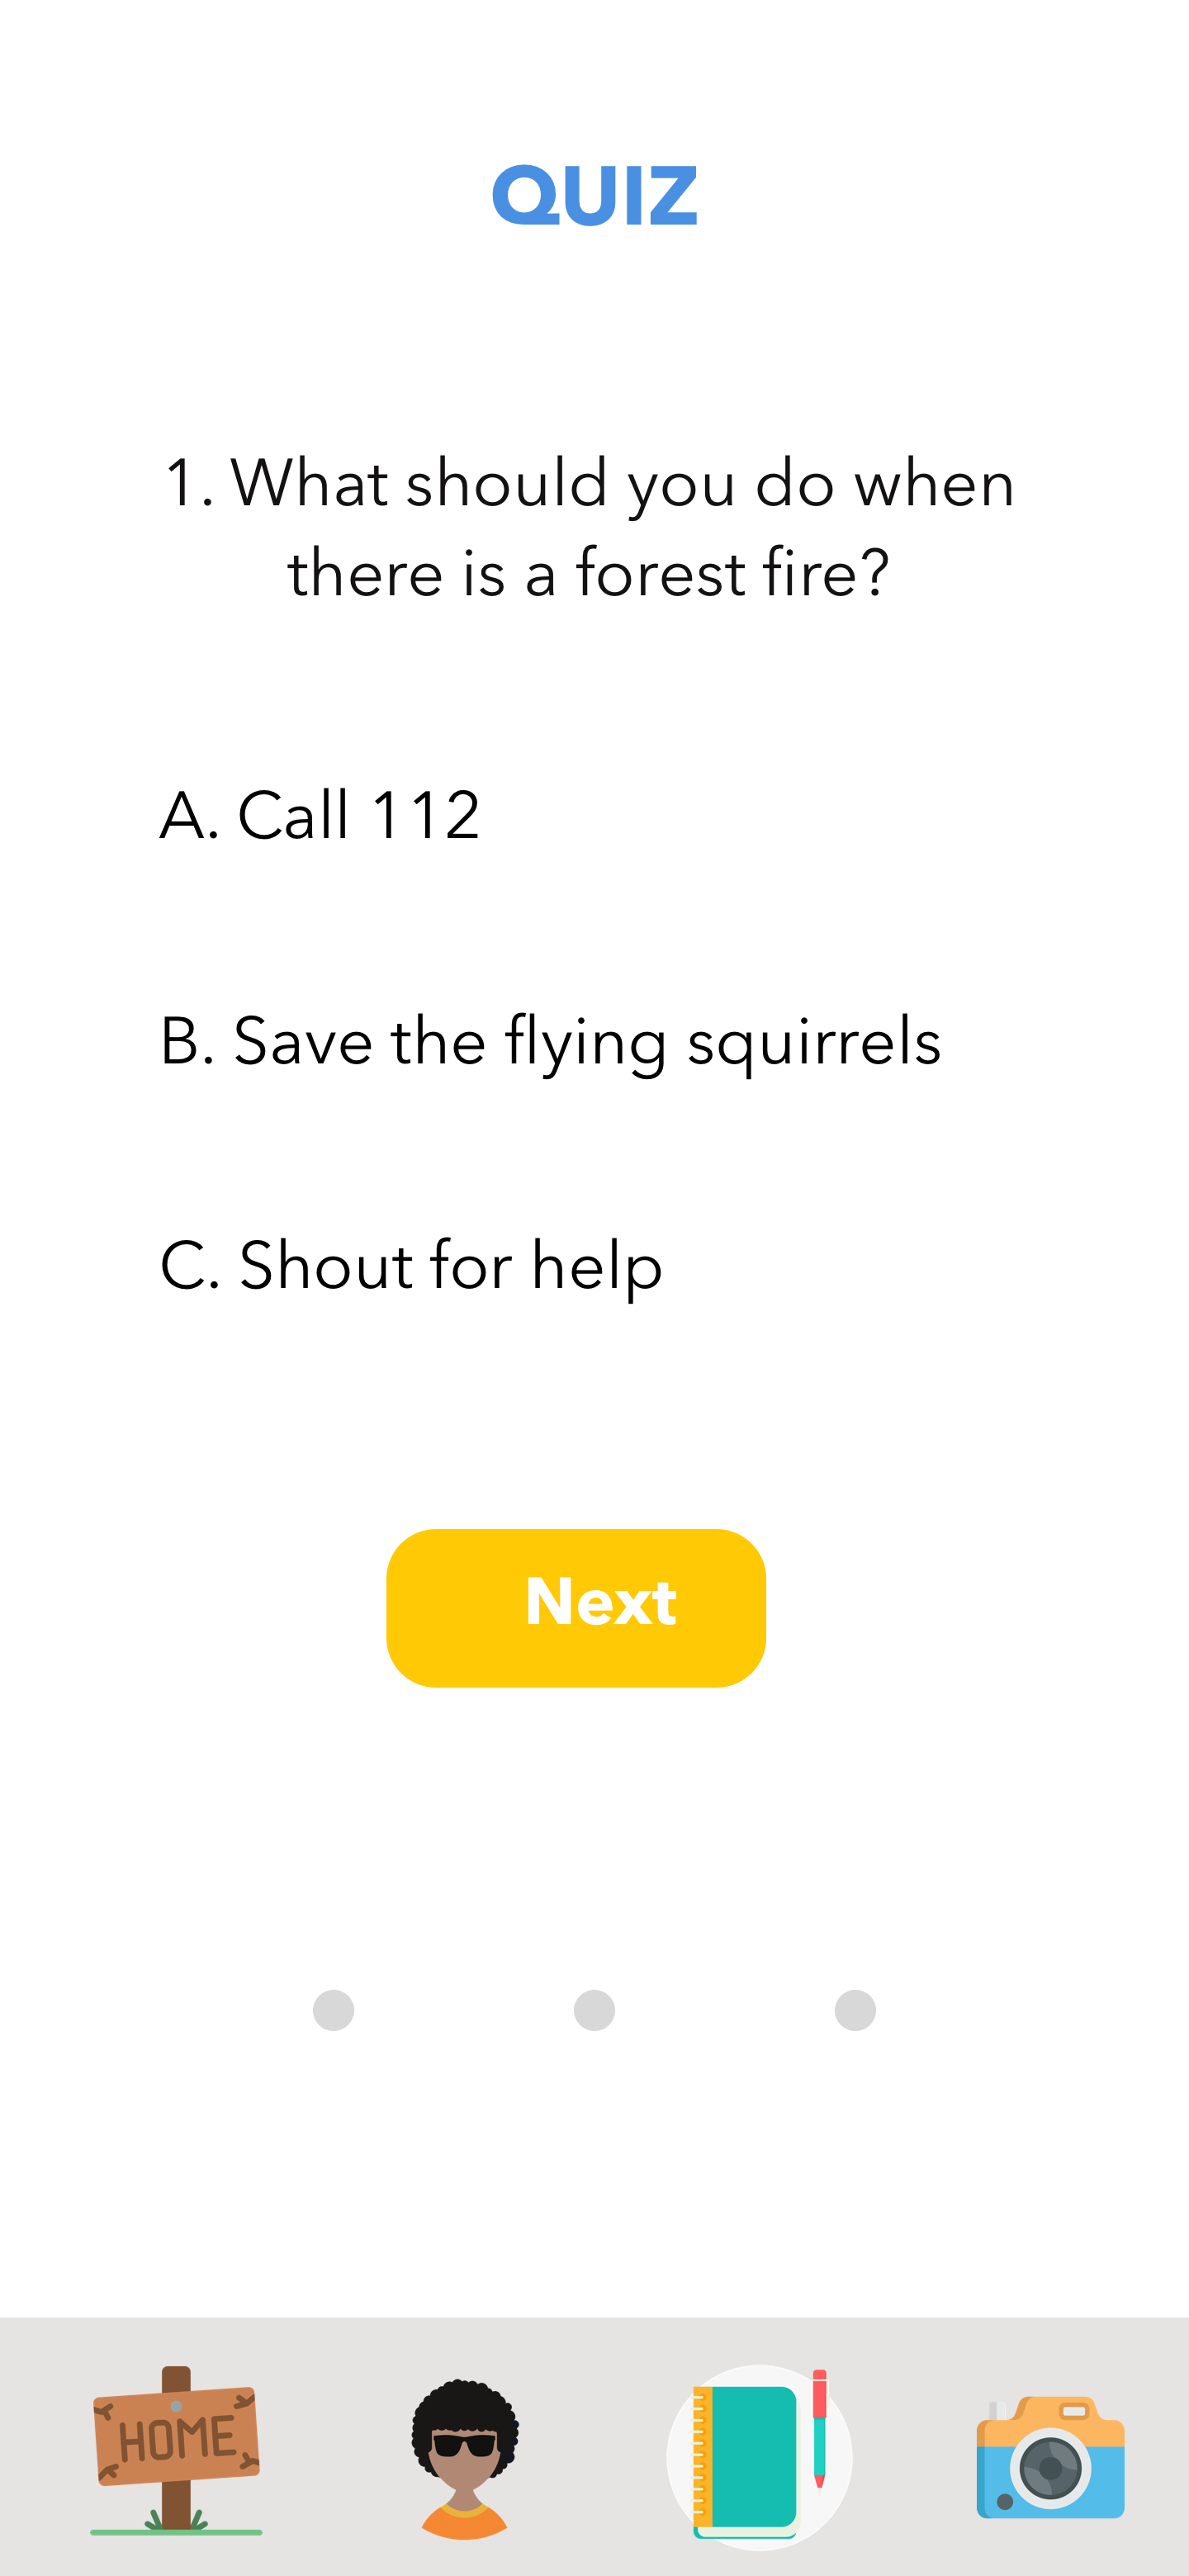 QUIZ
1. What should you do when
there is a forest fire?
A. Call 112
B. Save the flying squirrels
C. Shout for help
Next
HOME